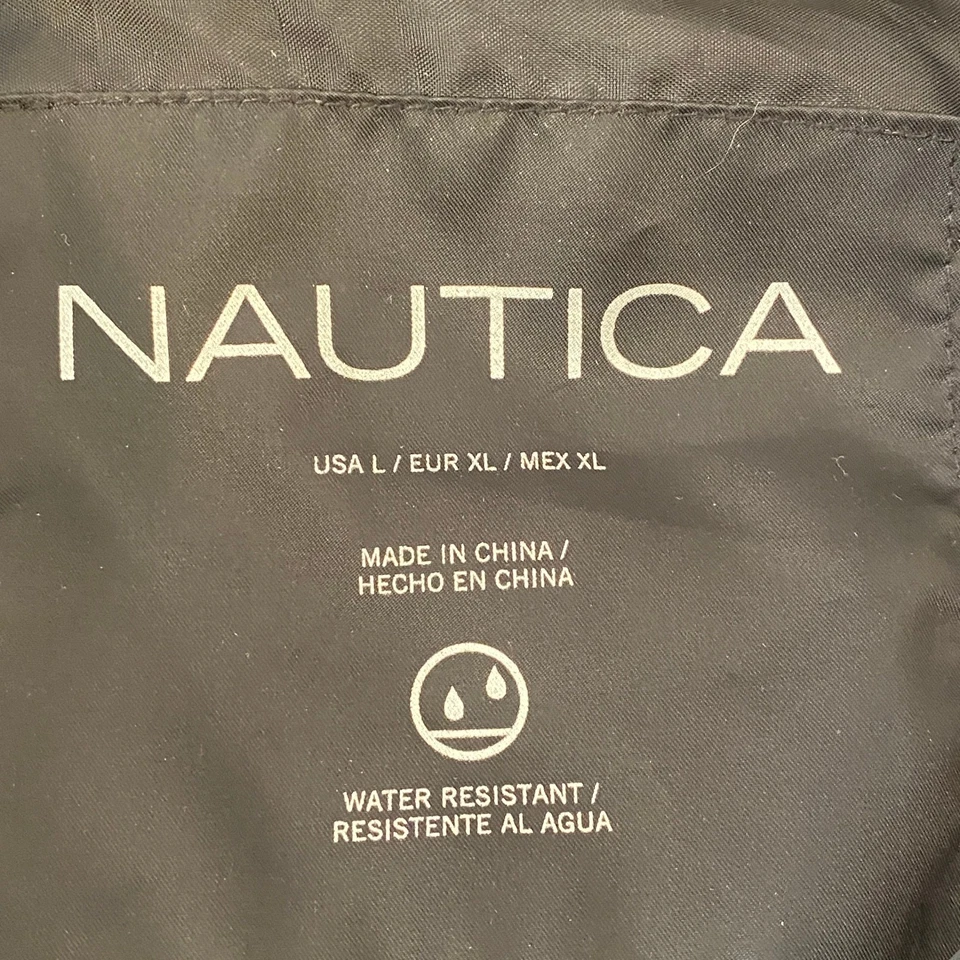 NAUTICA
USA L / EUR XL / MEX XL
MADE IN CHINA /
HECHO EN CHINA
WATER RESISTANT /
RESISTENTE AL AGUA